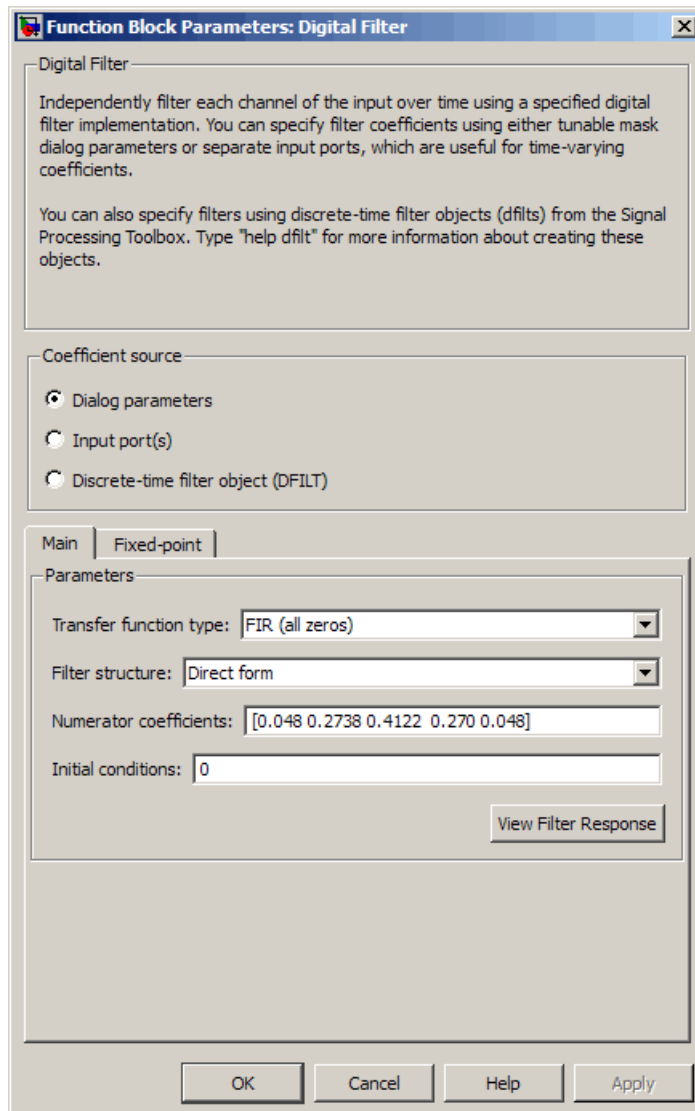 Function Block Parameters: Digital Filter
Digital Filter
Independently filter each channel of the input over time using a specified digital
filter implementation. You can specify filter coefficients using either tunable mask
dialog parameters or separate input ports, which are useful for time-varying
coefficients.
You can also specify filters using discrete-time filter objects (dfilts) from the Signal
Processing Toolbox. Type "help dfilt" for more information about creating these
objects.
Coefficient source
Dialog parameters
Input port(s)
Discrete-time filter object (DFILT)
Main Fixed-point
Parameters
Transfer function type: FIR (all zeros)
Filter structure: Direct form
Numerator coefficients: [0.048 0.2738 0.4122  0.270 0.048]
Initial conditions: 0
View Filter Response
OK Cancel Help Apply